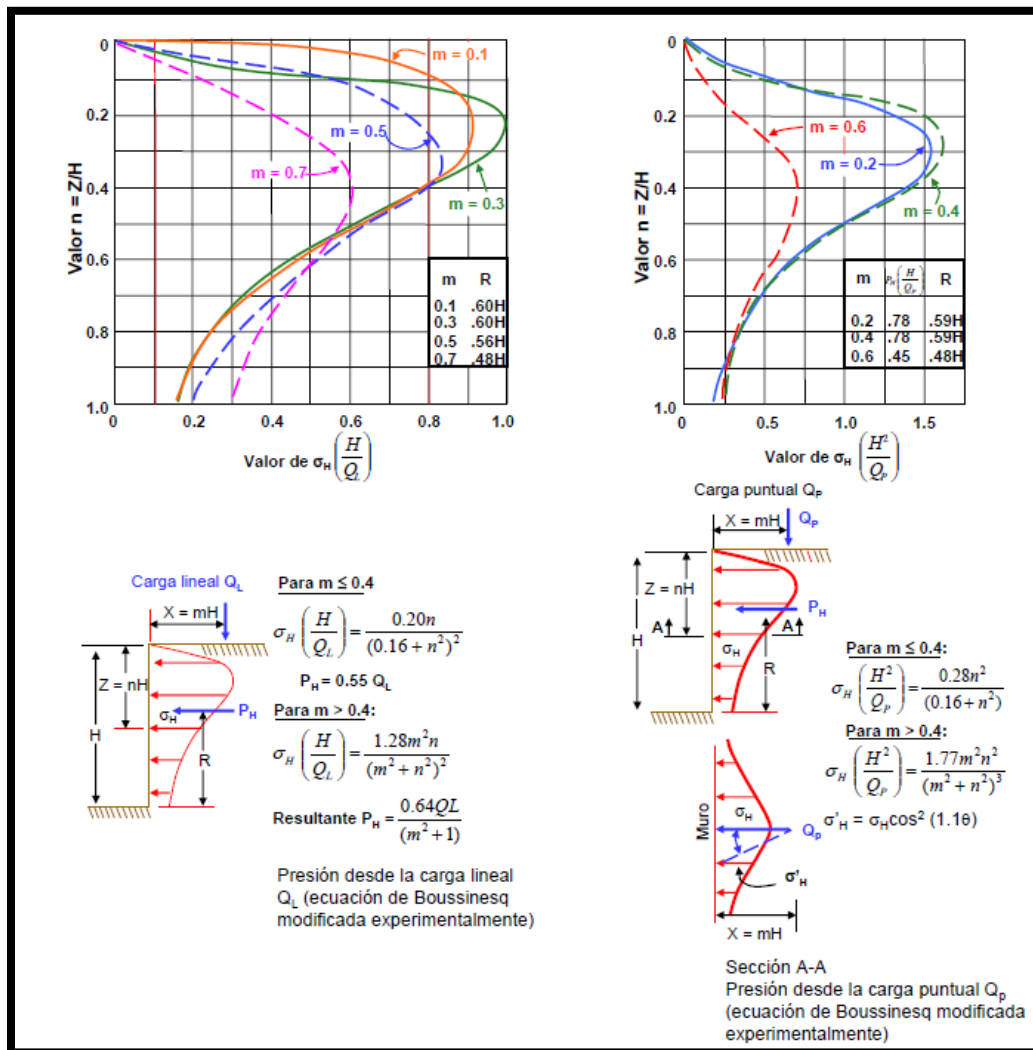 Valor n = Z/H
0
0.2
0.4
0.6
0.8
1.0
m = 0.1
m = 0.5
m = 0.7
m = 0.3
m R
0.1 .60H
0.3 .60H
0.5 .56H
0.7 .48H
0 0.2 0.4 0.6 0.8 1.0
Valor de σH (H/QL)
Valor n = Z/H
0
0.2
0.4
0.6
0.8
1.0
m = 0.6
m = 0.2
m = 0.4
m PH(H/QP) R
0.2 .78 .59H
0.4 .78 .59H
0.6 .45 .48H
0 0.5 1.0 1.5
Valor de σH (H²/QP)
Carga lineal QL
X = mH
Z = nH
H
σH
PH
R
Para m ≤ 0.4
σH (H/QL) = 0.20n/(0.16 + n²)²
PH = 0.55 QL
Para m > 0.4:
σH (H/QL) = 1.28m²n/(m² + n²)²
Resultante PH = 0.64QL/(m² + 1)
Presión desde la carga lineal
QL (ecuación de Boussinesq
modificada experimentalmente)
Carga puntual QP
X = mH
QP
Z = nH
PH
H
A A
σH
R
Para m ≤ 0.4:
σH (H²/QP) = 0.28n²/(0.16 + n²)
Para m > 0.4:
σH (H²/QP) = 1.77m²n²/(m² + n²)³
σ'H = σHcos² (1.1θ)
Muro
σH
Qp
σ'H
X = mH
Sección A-A
Presión desde la carga puntual Qp
(ecuación de Boussinesq modificada
experimentalmente)